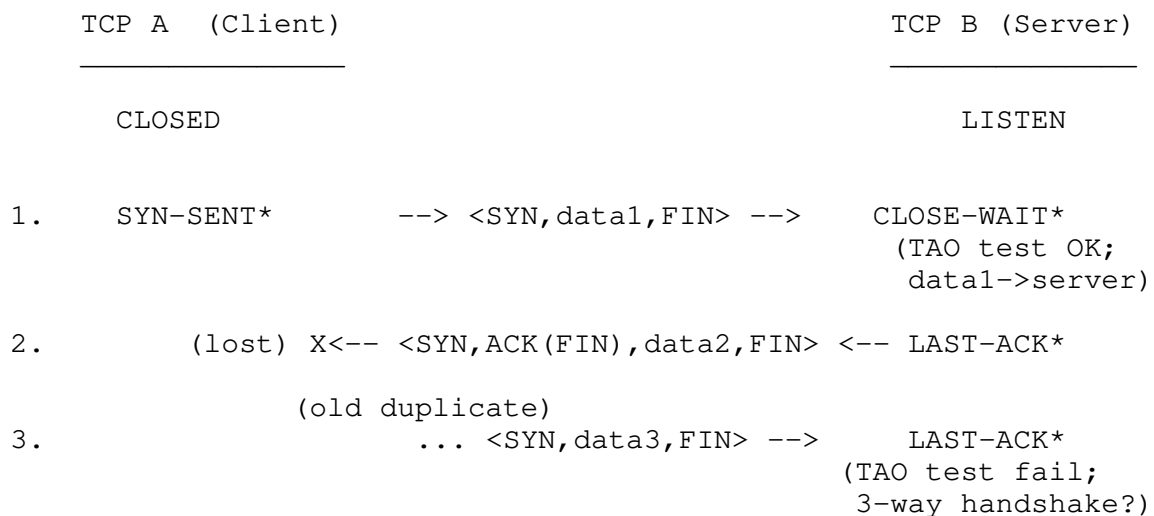 TCP A (Client) TCP B (Server)
CLOSED LISTEN
1. SYN-SENT* --> <SYN,data1,FIN> --> CLOSE-WAIT*
(TAO test OK;
data1->server)
2. (lost) X<-- <SYN,ACK(FIN),data2,FIN> <-- LAST-ACK*
(old duplicate)
3. ... <SYN,data3,FIN> --> LAST-ACK*
(TAO test fail;
3-way handshake?)